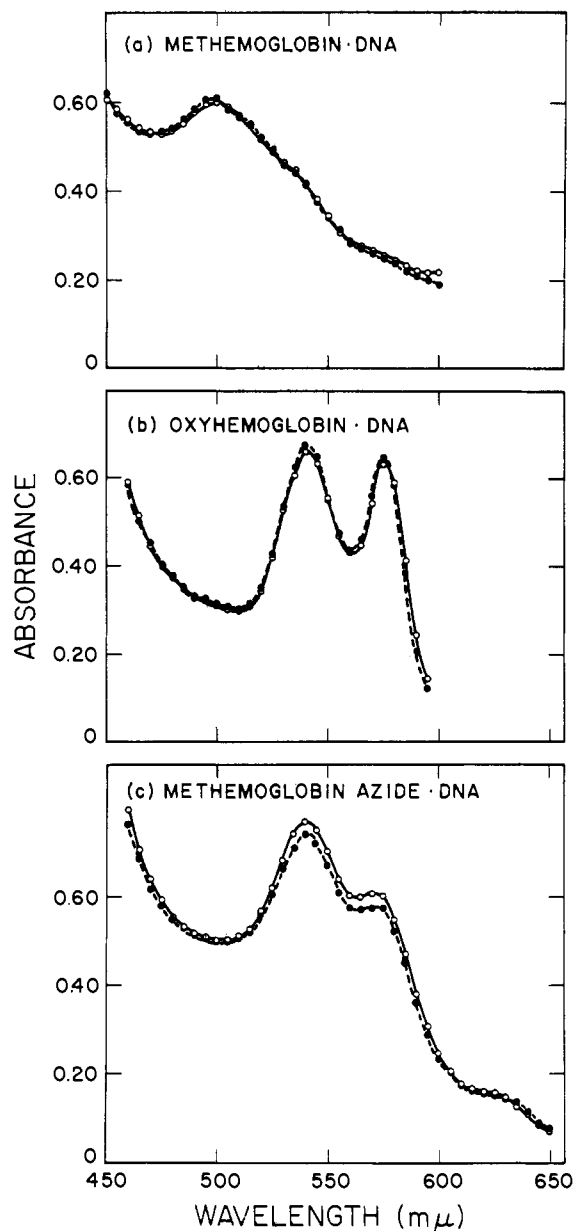 (a) METHEMOGLOBIN·DNA
0.60
0.40
0.20
0
(b) OXYHEMOGLOBIN·DNA
0.60
0.40
0.20
0
ABSORBANCE
(c) METHEMOGLOBIN AZIDE·DNA
0.60
0.40
0.20
0
450 500 550 600 650
WAVELENGTH (mμ)